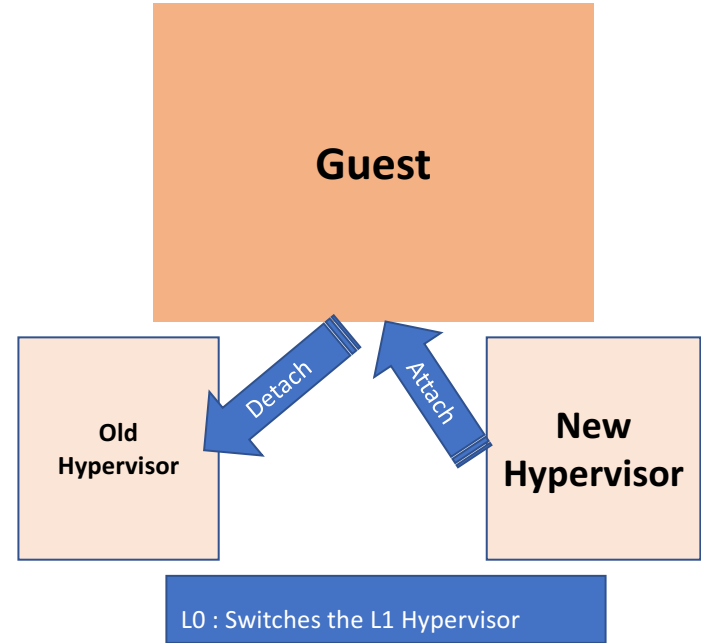 Guest
Detach
Attach
Old
Hypervisor
New
Hypervisor
L0 : Switches the L1 Hypervisor